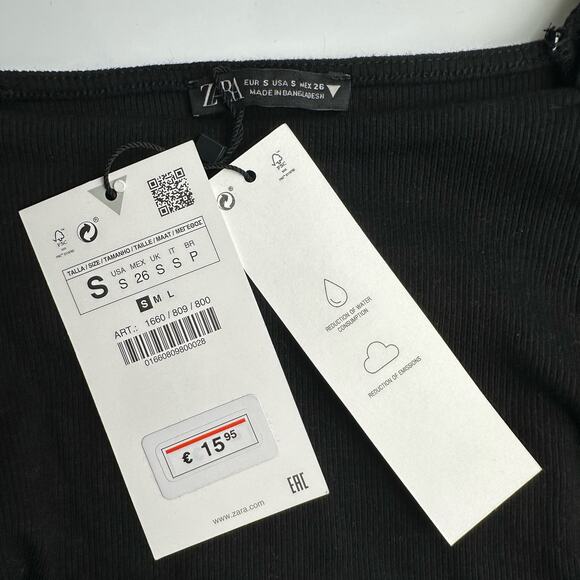 ZARA
EUR S USA S MEX 26
MADE IN BANGLADESH
FSC
TALLA / SIZE / TAMANHO / TAILLE / MAAT / ΜΕΓΕΘΟΣ
USA MEX UK IT BR
S S 26 S S P
S M L
ART.: 1660 / 809 / 800
01660809800028
€ 15 95
www.zara.com
EAC
FSC
REDUCTION OF WATER
CONSUMPTION
REDUCTION OF EMISSIONS